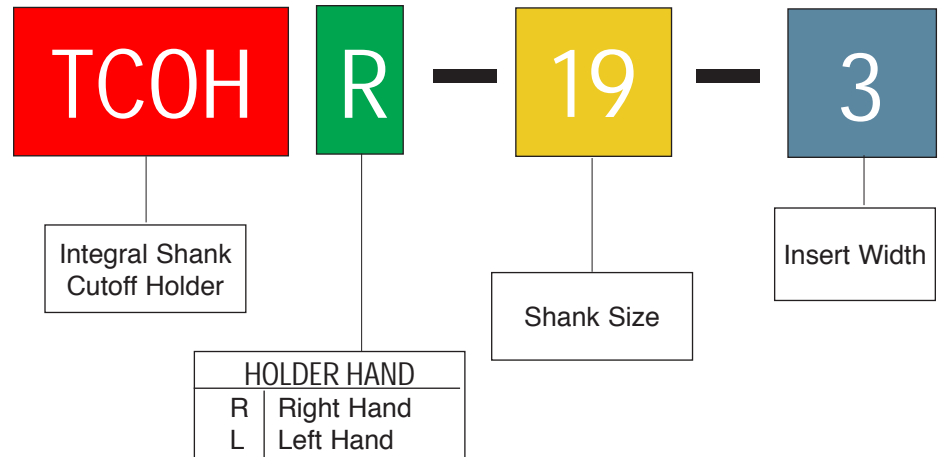 TCOH R – 19 – 3
Integral Shank
Cutoff Holder
Insert Width
Shank Size
HOLDER HAND
R Right Hand
L Left Hand